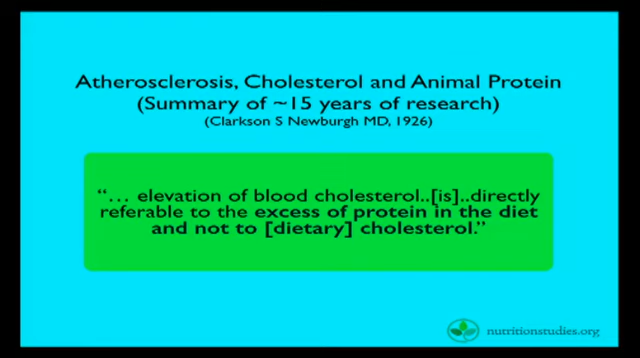 Atherosclerosis, Cholesterol and Animal Protein
(Summary of ~15 years of research)
(Clarkson S Newburgh MD, 1926)
“… elevation of blood cholesterol..[is]..directly
referable to the excess of protein in the diet
and not to [dietary] cholesterol.”
nutritionstudies.org